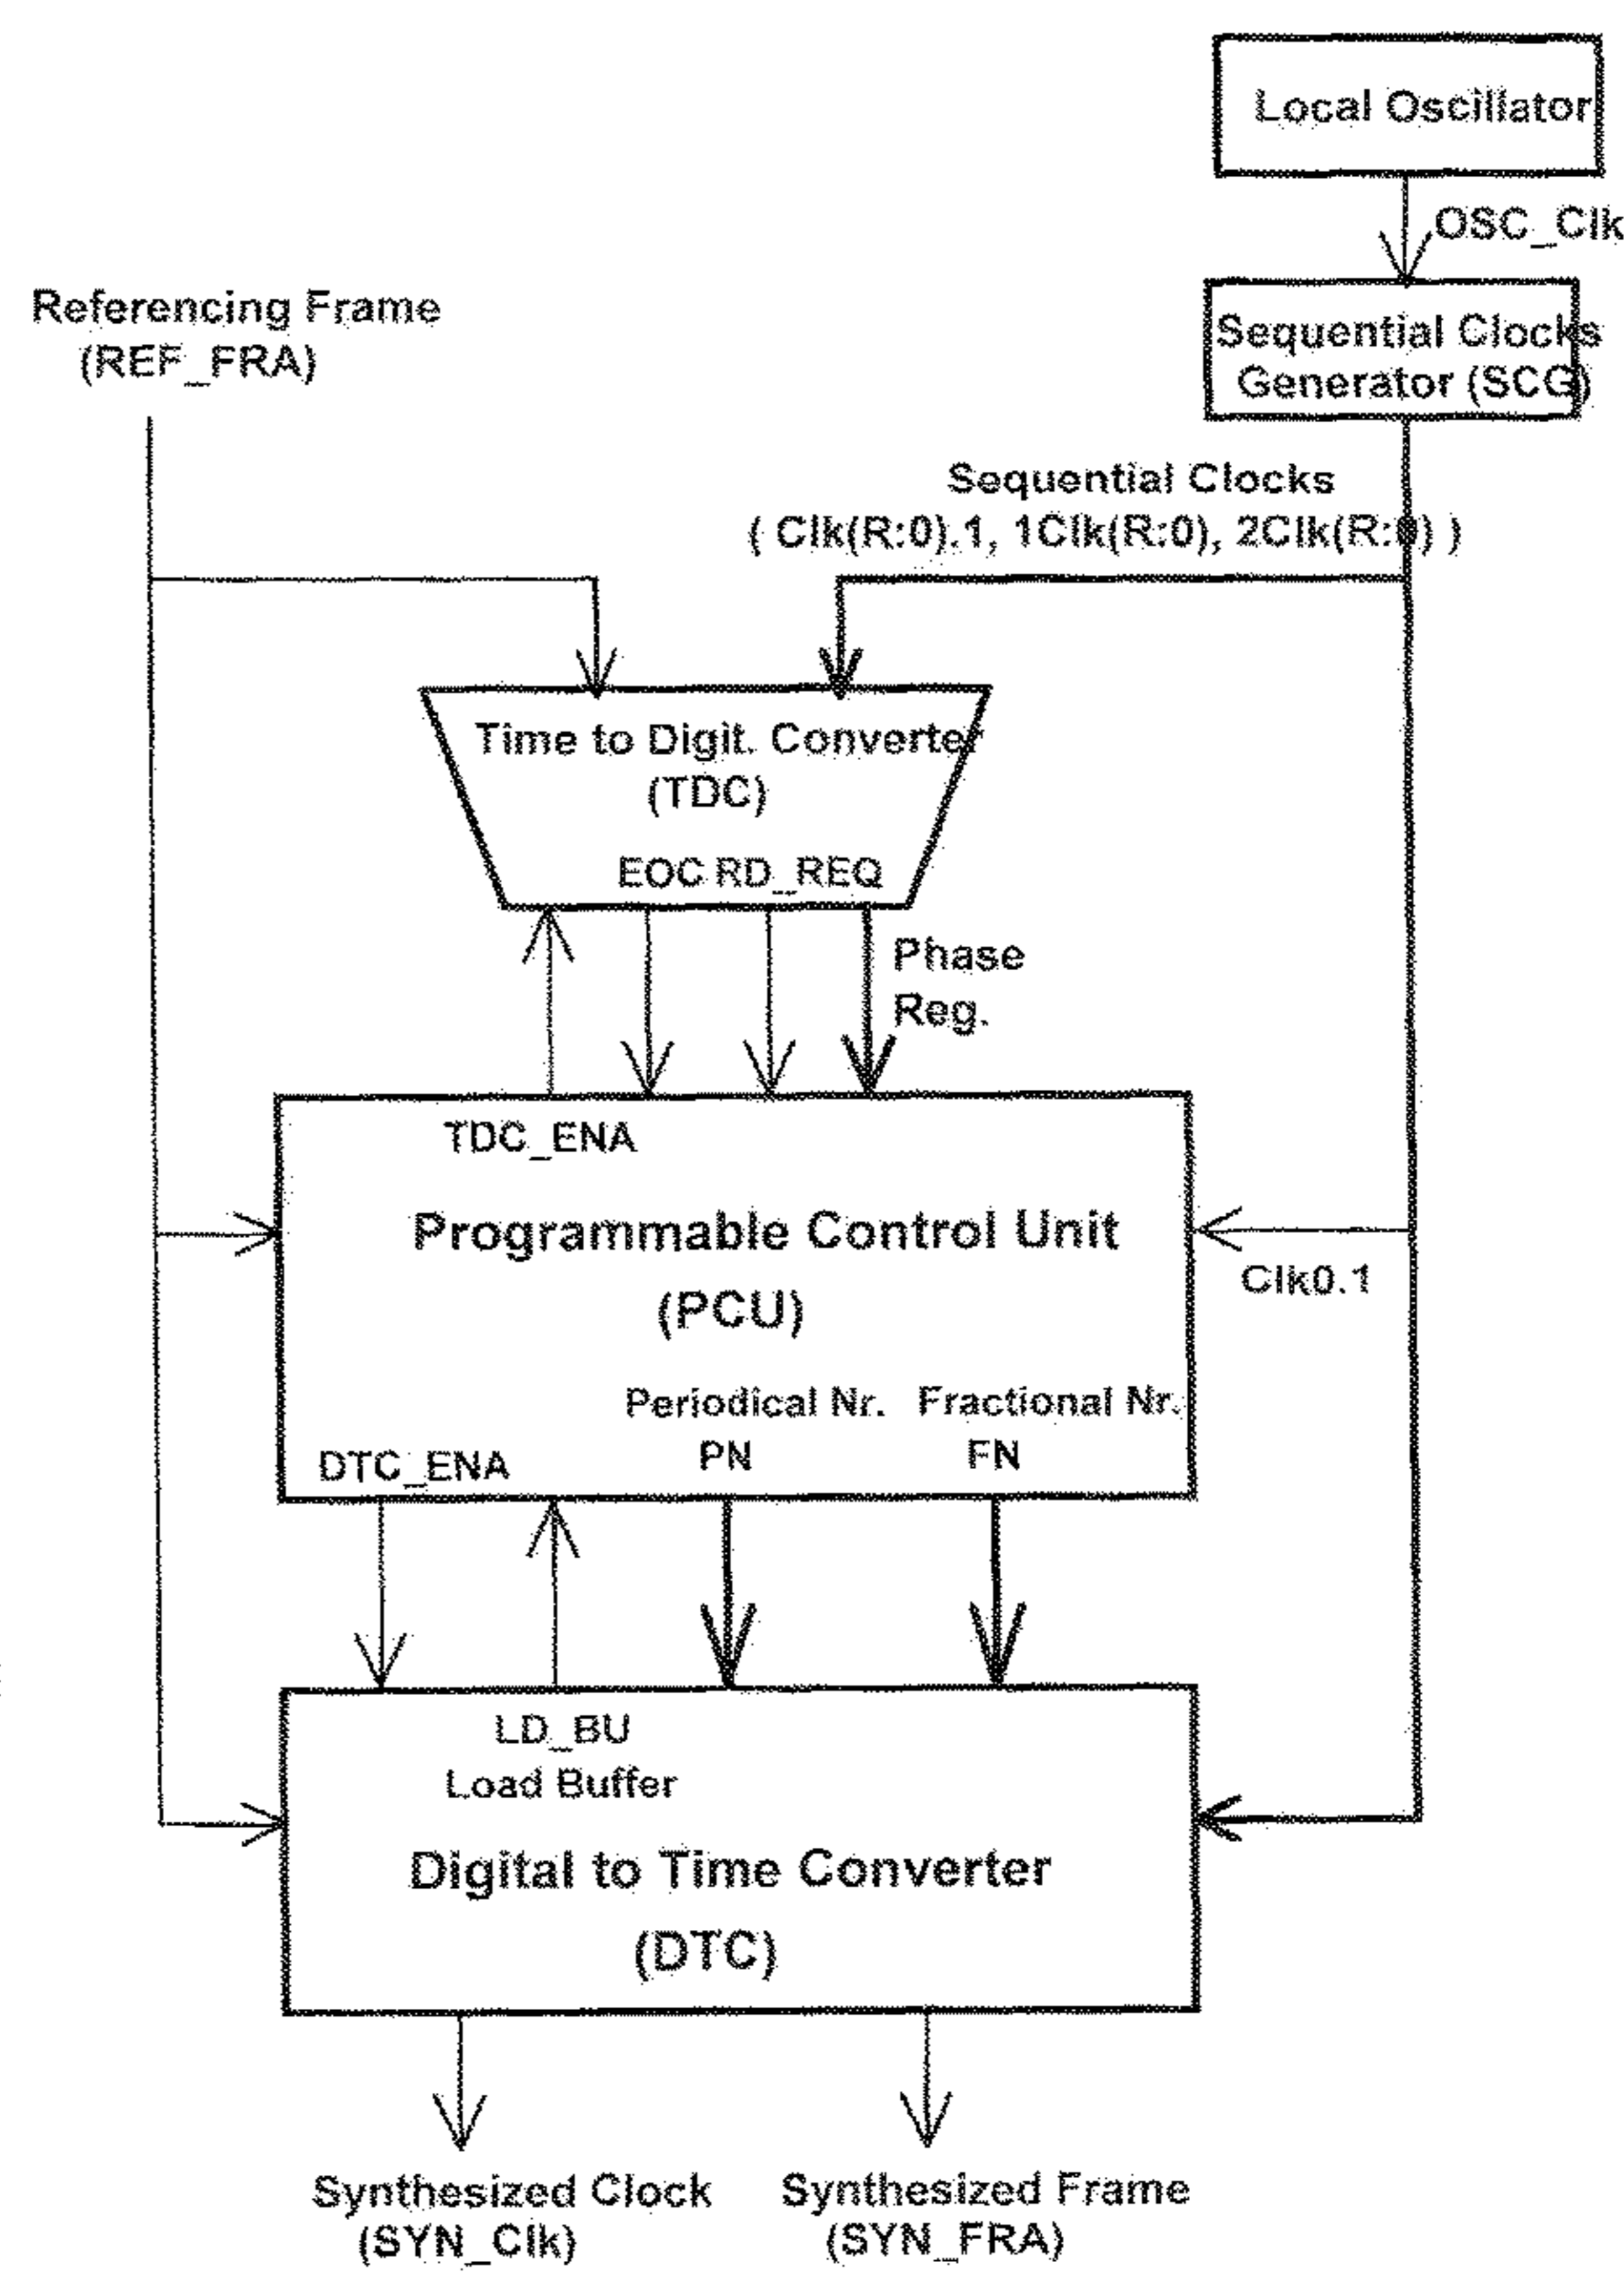 Local Oscillator
OSC_Clk
Referencing Frame
(REF_FRA)
Sequential Clocks
Generator (SCG)
Sequential Clocks
( Clk(R:0).1, 1Clk(R:0), 2Clk(R:0) )
Time to Digit. Converter
(TDC)
EOC RD_REQ
Phase
Reg.
TDC_ENA
Programmable Control Unit
(PCU)
Clk0.1
Periodical Nr. Fractional Nr.
DTC_ENA PN FN
LD_BU
Load Buffer
Digital to Time Converter
(DTC)
Synthesized Clock
(SYN_Clk)
Synthesized Frame
(SYN_FRA)